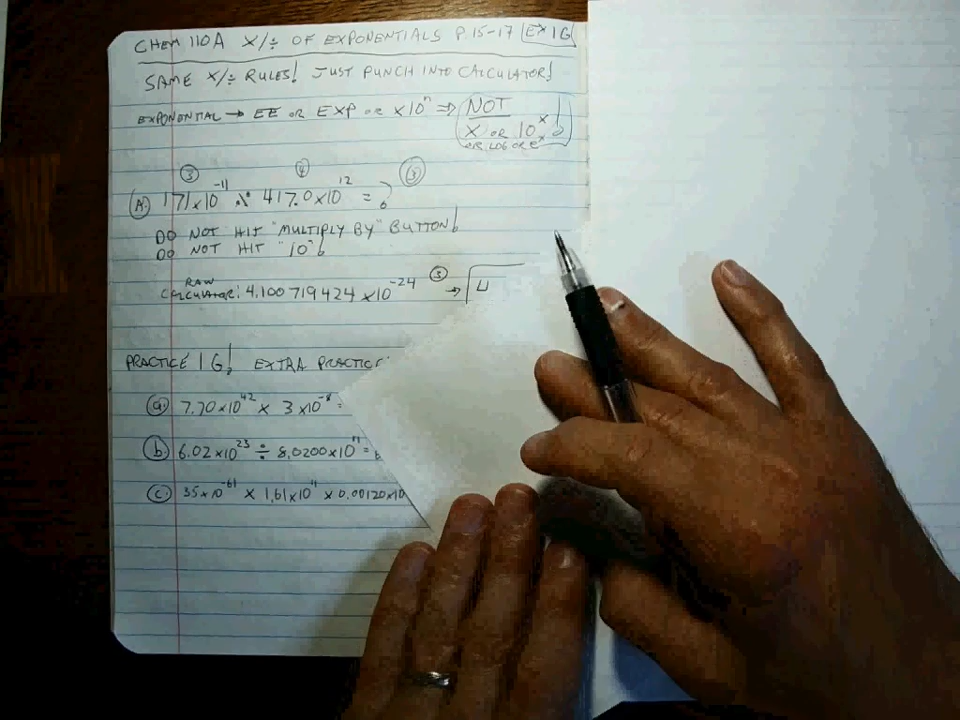 CHEM 110A X/÷ OF EXPONENTIALS P.15-17 EX 1G
SAME X/÷ RULES! JUST PUNCH INTO CALCULATOR!
EXPONENTIAL → EE OR EXP OR ×10ⁿ ⇒ NOT
X OR 10ˣ!
OR LOG OR eˣ
③ ④ ③
A. 171×10⁻¹¹ ÷ 417.0×10¹² = ?
DO NOT HIT "MULTIPLY BY" BUTTON!
DO NOT HIT "10"!
RAW
CALCULATOR: 4.100719424 ×10⁻²⁴ ③ →
PRACTICE 1G! EXTRA PRACTICE
a. 7.70×10⁴² × 3×10⁻⁸ =
b. 6.02×10²³ ÷ 8.0200×10¹¹ =
c. 35×10⁻⁶¹ × 1.61×10¹¹ × 0.00120×10